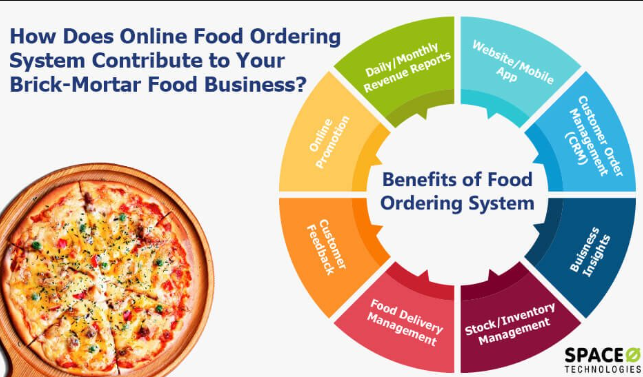 How Does Online Food Ordering
System Contribute to Your
Brick-Mortar Food Business?
Daily/Monthly
Revenue Reports
Website/Mobile
App
Customer Order
Management
(CRM)
Buisness
Insights
Stock/Inventory
Management
Food Delivery
Management
Customer
Feedback
Online
Promotion
Benefits of Food
Ordering System
SPACE
TECHNOLOGIES